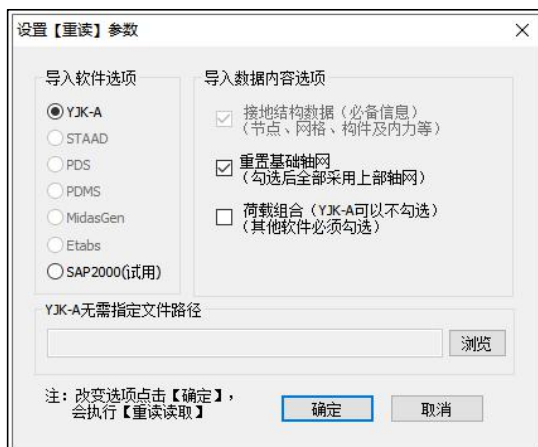 设置【重读】参数
导入软件选项
YJK-A
STAAD
PDS
PDMS
MidasGen
Etabs
SAP2000(试用)
导入数据内容选项
接地结构数据（必备信息）
（节点、网格、构件及内力等）
重置基础轴网
（勾选后全部采用上部轴网）
荷载组合（YJK-A可以不勾选）
（其他软件必须勾选）
YJK-A无需指定文件路径
浏览
注：改变选项点击【确定】，
会执行【重读读取】
确定
取消